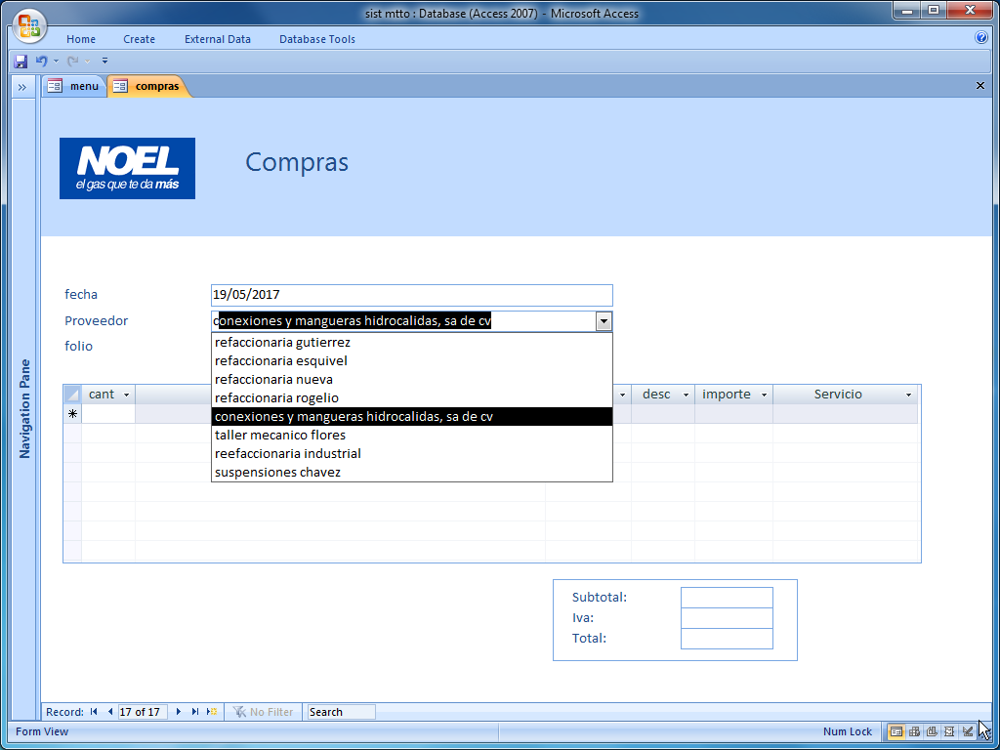 sist mtto : Database (Access 2007) - Microsoft Access
Home Create External Data Database Tools
menu compras
NOEL
el gas que te da más
Compras
fecha 19/05/2017
Proveedor conexiones y mangueras hidrocalidas, sa de cv
folio
refaccionaria gutierrez
refaccionaria esquivel
refaccionaria nueva
refaccionaria rogelio
conexiones y mangueras hidrocalidas, sa de cv
taller mecanico flores
reefaccionaria industrial
suspensiones chavez
cant desc importe Servicio
Navigation Pane
Subtotal:
Iva:
Total:
Record: 17 of 17 No Filter Search
Form View Num Lock